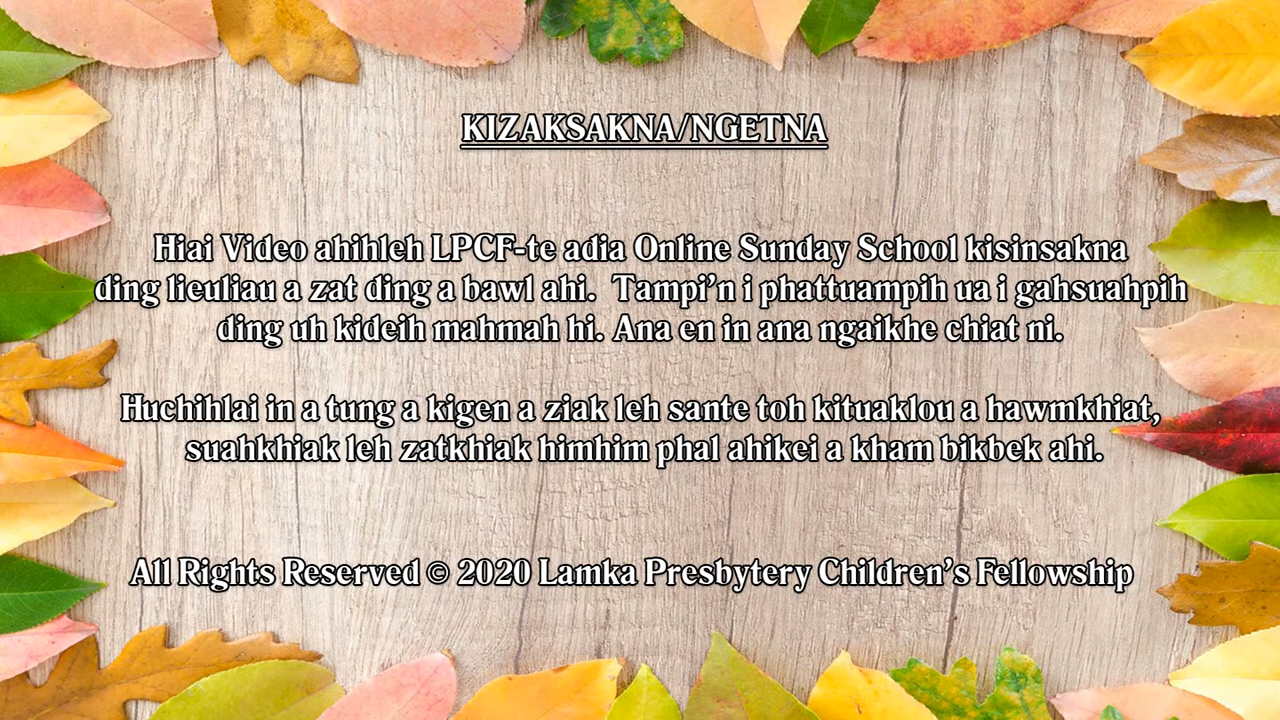 KIZAKSAKNA/NGETNA
Hiai Video ahihleh LPCF-te adia Online Sunday School kisinsakna
ding lieuliau a zat ding a bawl ahi.  Tampi’n i phattuampih ua i gahsuahpih
ding uh kideih mahmah hi. Ana en in ana ngaikhe chiat ni.
Huchihlai in a tung a kigen a ziak leh sante toh kituaklou a hawmkhiat,
suahkhiak leh zatkhiak himhim phal ahikei a kham bikbek ahi.
All Rights Reserved © 2020 Lamka Presbytery Children’s Fellowship